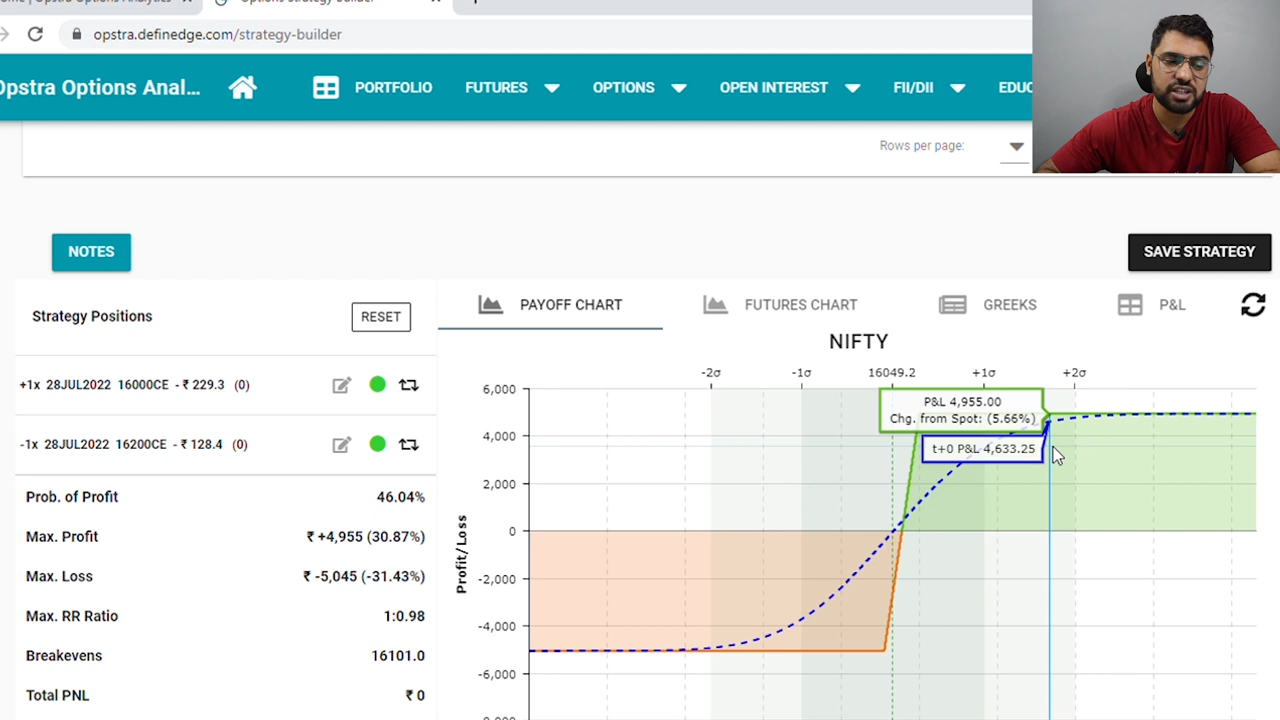 opstra.definedge.com/strategy-builder
Opstra Options Anal...
PORTFOLIO
FUTURES
OPTIONS
OPEN INTEREST
FII/DII
EDUC
Rows per page:
NOTES
SAVE STRATEGY
Strategy Positions
RESET
+1x 28JUL2022 16000CE - ₹ 229.3 (0)
-1x 28JUL2022 16200CE - ₹ 128.4 (0)
Prob. of Profit 46.04%
Max. Profit ₹ +4,955 (30.87%)
Max. Loss ₹ -5,045 (-31.43%)
Max. RR Ratio 1:0.98
Breakevens 16101.0
Total PNL ₹ 0
PAYOFF CHART
FUTURES CHART
GREEKS
P&L
NIFTY
-2σ -1σ 16049.2 +1σ +2σ
6,000
4,000
2,000
0
-2,000
-4,000
-6,000
Profit/Loss
P&L 4,955.00
Chg. from Spot: (5.66%)
t+0 P&L 4,633.25